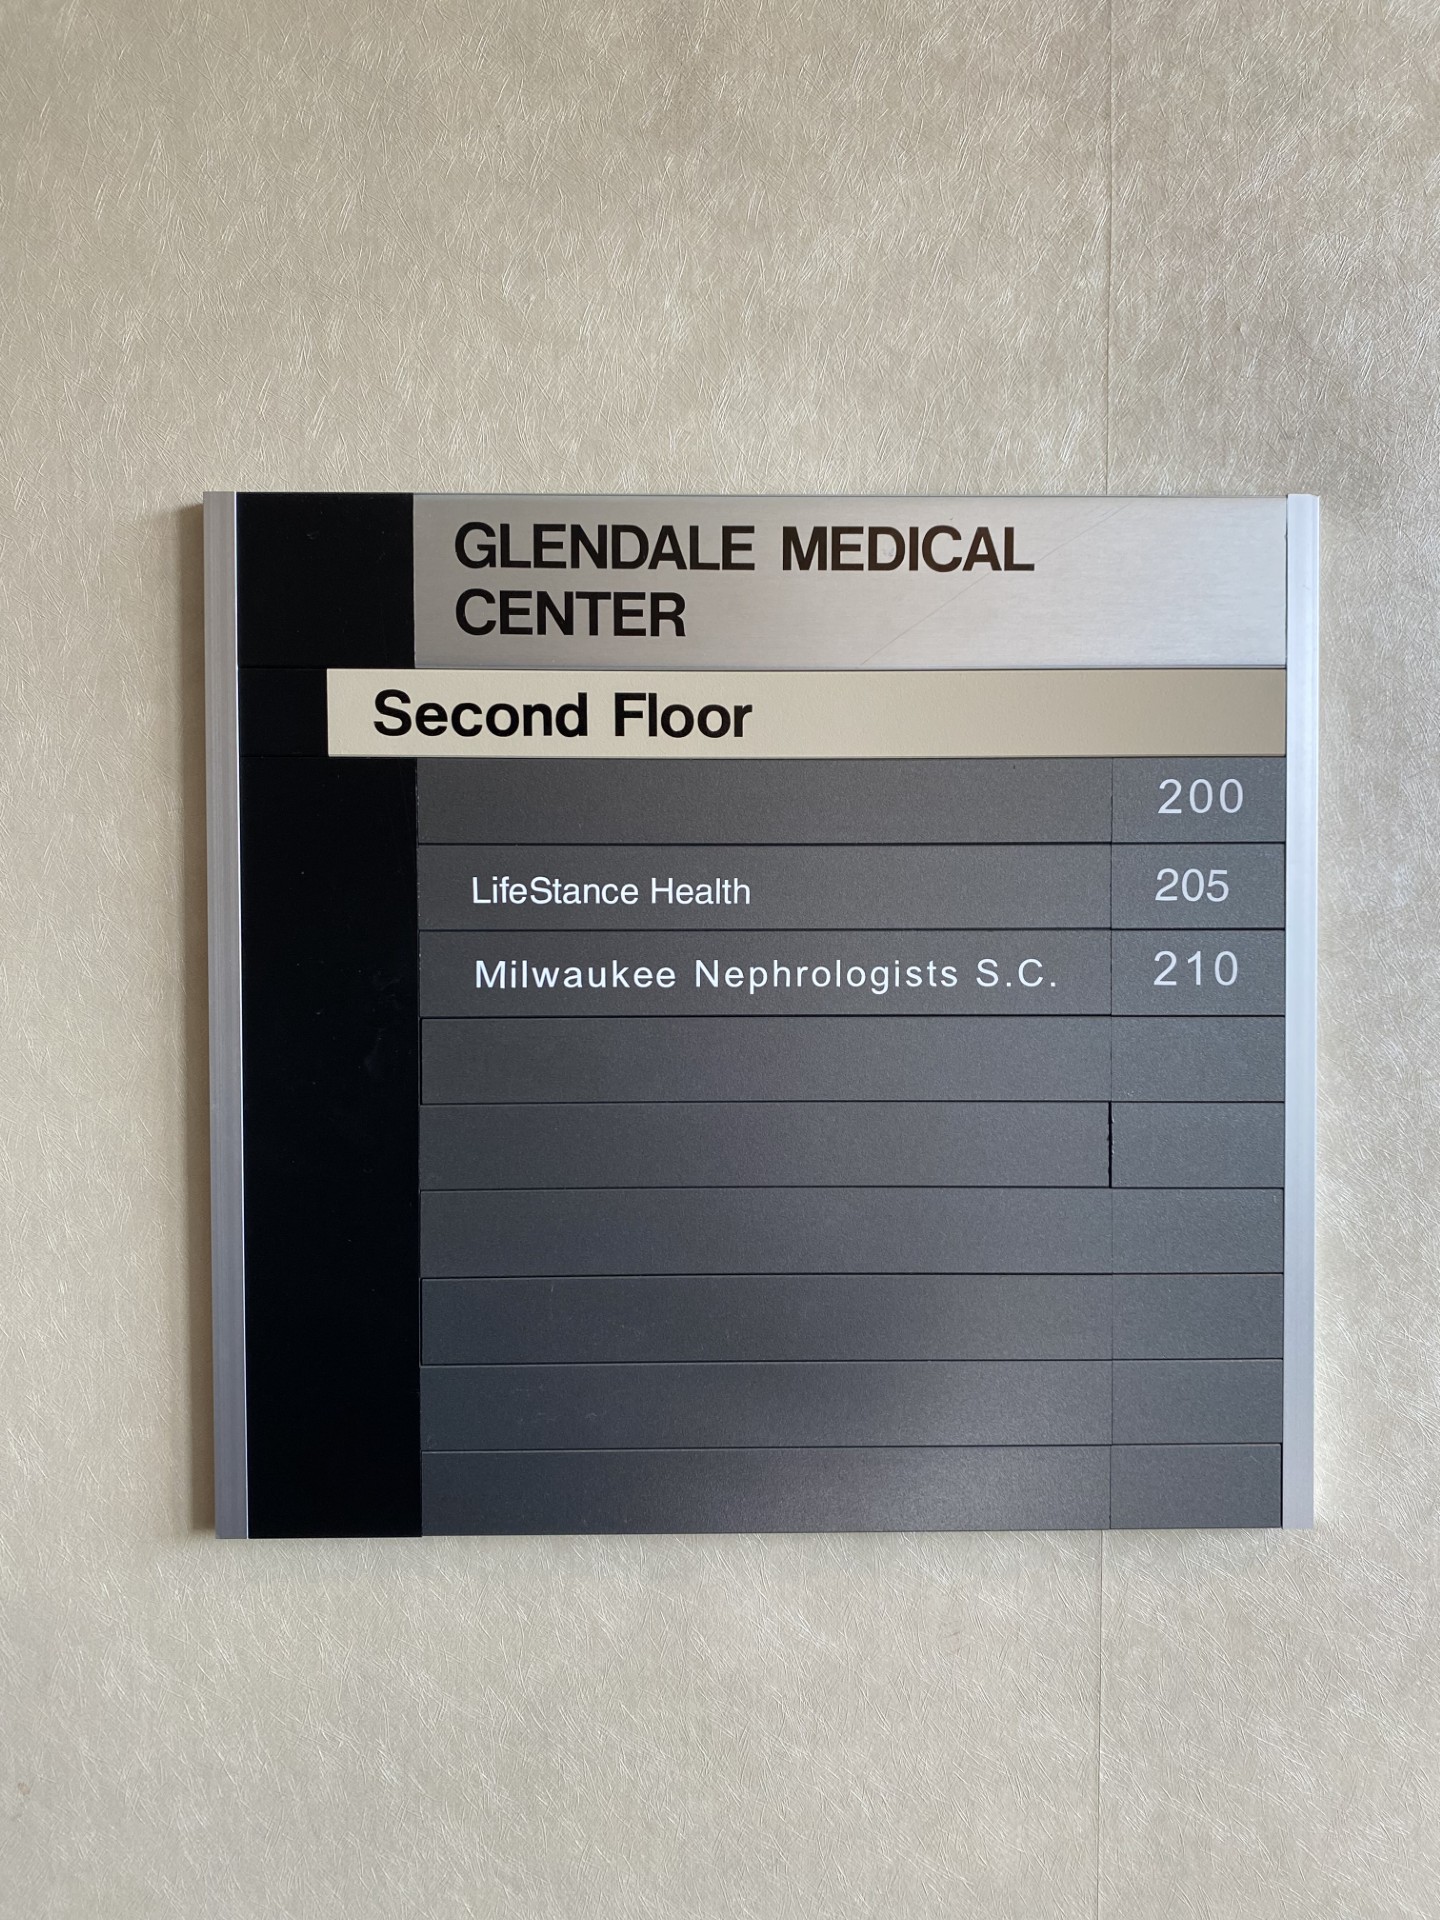 GLENDALE MEDICAL
CENTER
Second Floor
200
LifeStance Health 205
Milwaukee Nephrologists S.C. 210